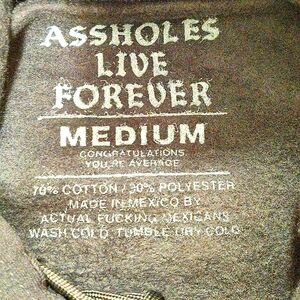 ASSHOLES
LIVE
FOREVER
MEDIUM
CONGRATULATIONS,
YOU'RE AVERAGE.
70% COTTON / 30% POLYESTER
MADE IN MEXICO BY
ACTUAL FUCKING MEXICANS
WASH COLD, TUMBLE DRY COLD